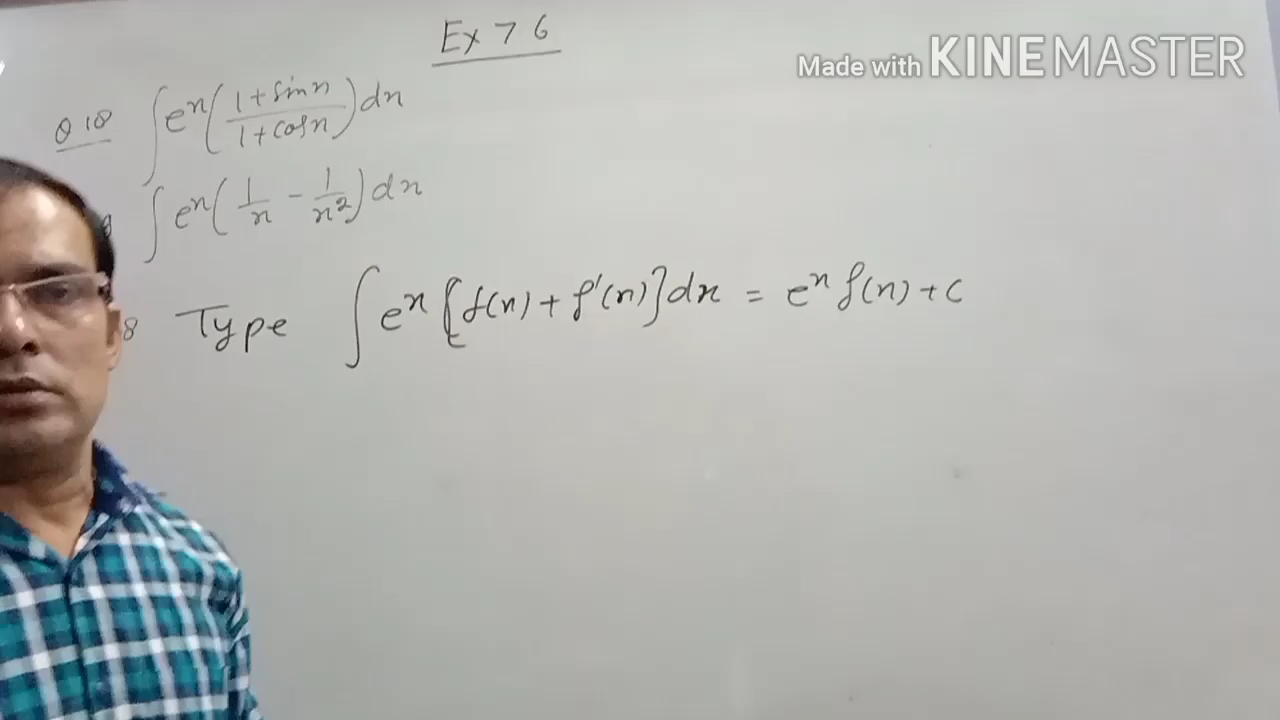 Ex 7 6
Made with KINEMASTER
Q 18 ∫ eˣ ( (1 + sin x) / (1 + cos x) ) dx
∫ eˣ ( 1/x - 1/x² ) dx
8 Type ∫ eˣ [f(x) + f'(x)] dx = eˣ f(x) + c